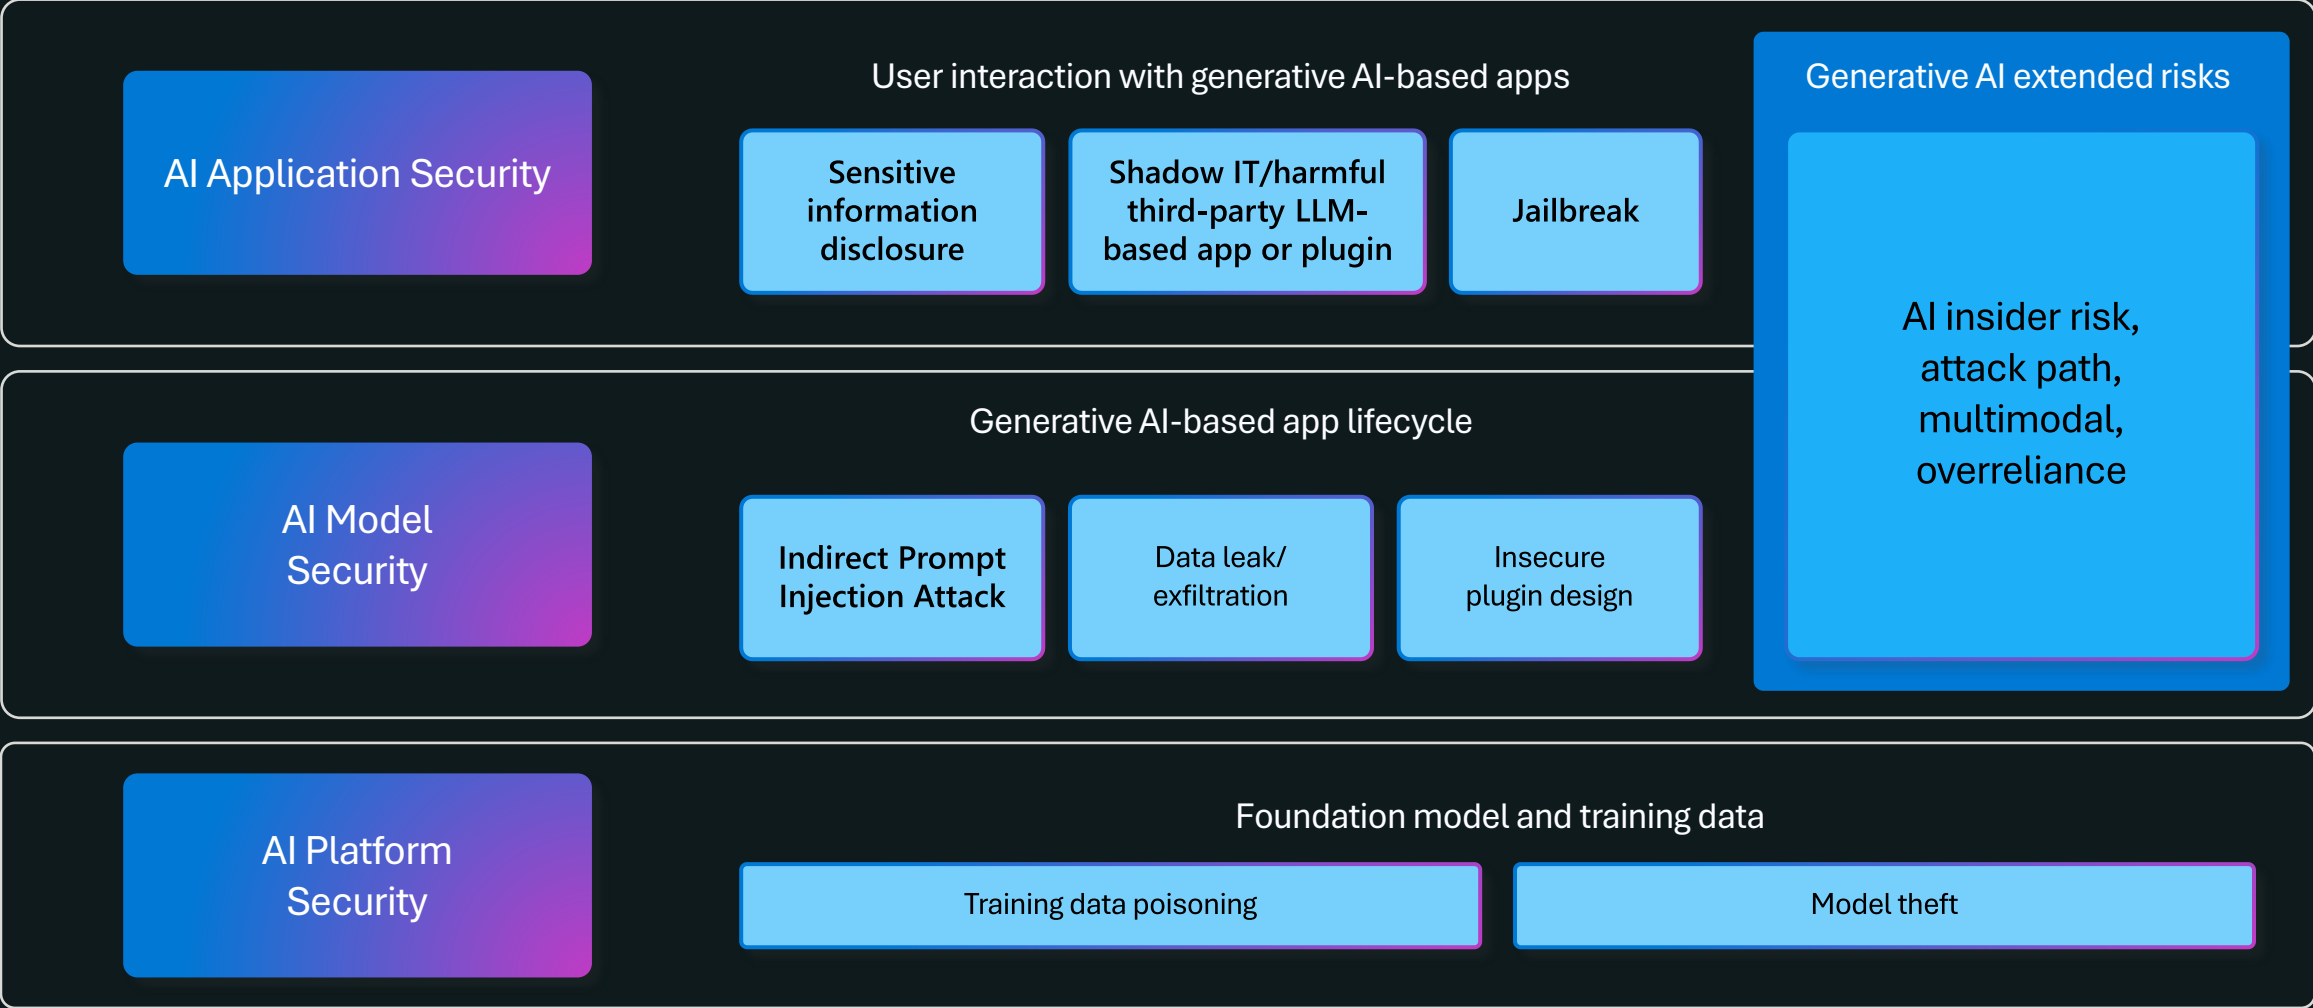 AI Application Security
User interaction with generative AI-based apps
Sensitive
information
disclosure
Shadow IT/harmful
third-party LLM-
based app or plugin
Jailbreak
Generative AI extended risks
AI insider risk,
attack path,
multimodal,
overreliance
AI Model
Security
Generative AI-based app lifecycle
Indirect Prompt
Injection Attack
Data leak/
exfiltration
Insecure
plugin design
AI Platform
Security
Foundation model and training data
Training data poisoning
Model theft